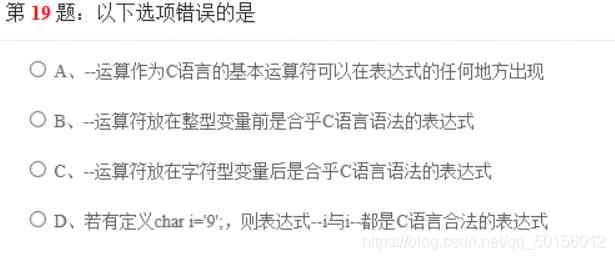 第 19 题：以下选项错误的是
A、--运算作为C语言的基本运算符可以在表达式的任何地方出现
B、--运算符放在整型变量前是合乎C语言语法的表达式
C、--运算符放在字符型变量后是合乎C语言语法的表达式
D、若有定义char i='9';，则表达式--i与i--都是C语言合法的表达式
https://blog.csdn.net/qq_50156012